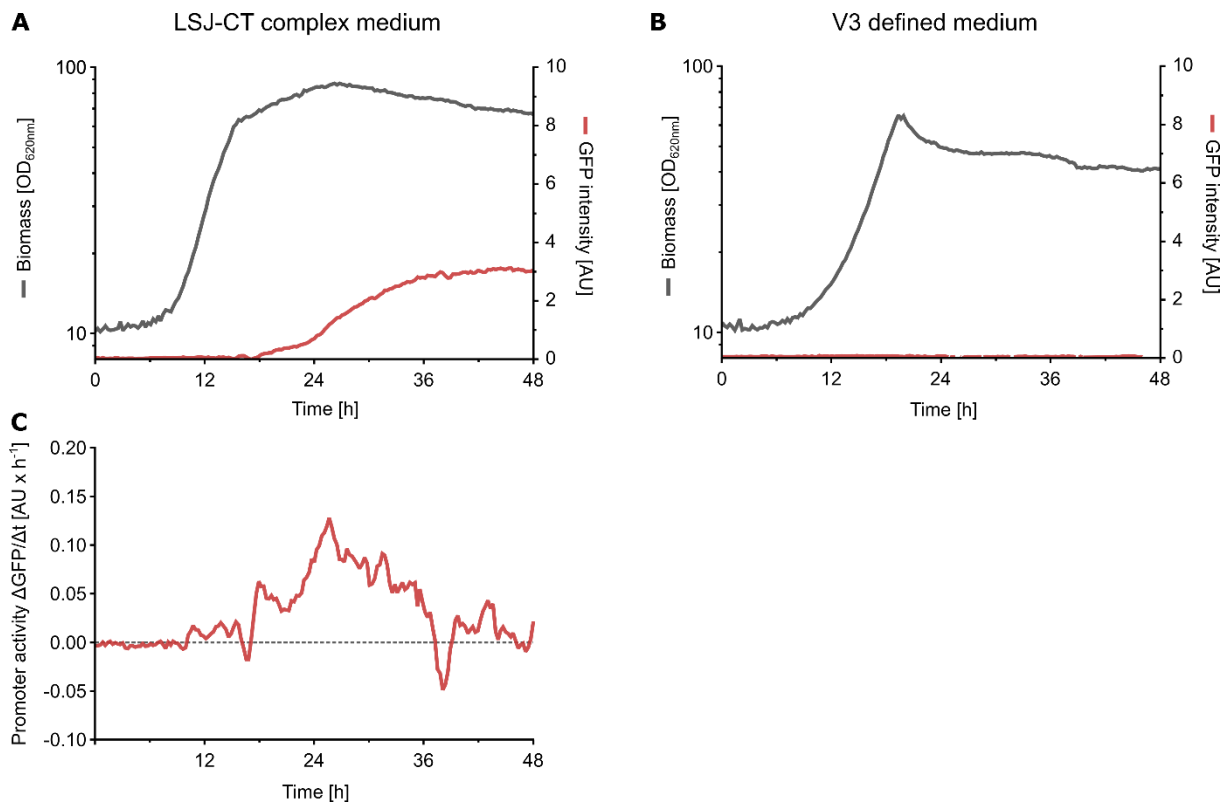 A
LSJ-CT complex medium
100
10
Biomass [OD620nm]
10
8
6
4
2
0
GFP intensity [AU]
0 12 24 36 48
Time [h]
B
V3 defined medium
100
10
Biomass [OD620nm]
10
8
6
4
2
0
GFP intensity [AU]
0 12 24 36 48
Time [h]
C
0.20
0.15
0.10
0.05
0.00
-0.05
-0.10
Promoter activity ΔGFP/Δt [AU x h⁻¹]
12 24 36 48
Time [h]